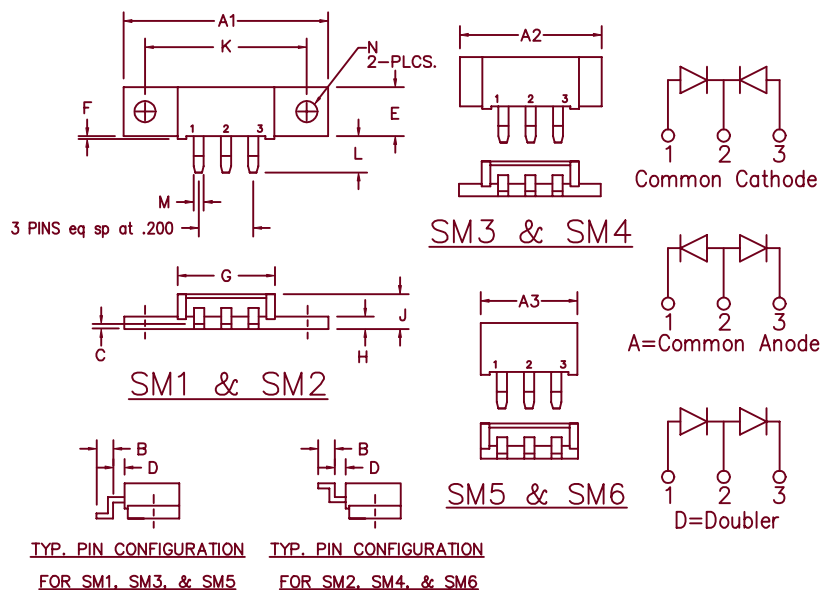 A1
K
N
2-PLCS.
F
E
1 2 3
L
M
3 PINS eq sp at .200
G
J
C
H
SM1 & SM2
A2
1 2 3
SM3 & SM4
A3
1 2 3
SM5 & SM6
1 2 3
Common Cathode
1 2 3
A=Common Anode
1 2 3
D=Doubler
B
D
TYP. PIN CONFIGURATION
FOR SM1, SM3, & SM5
B
D
TYP. PIN CONFIGURATION
FOR SM2, SM4, & SM6